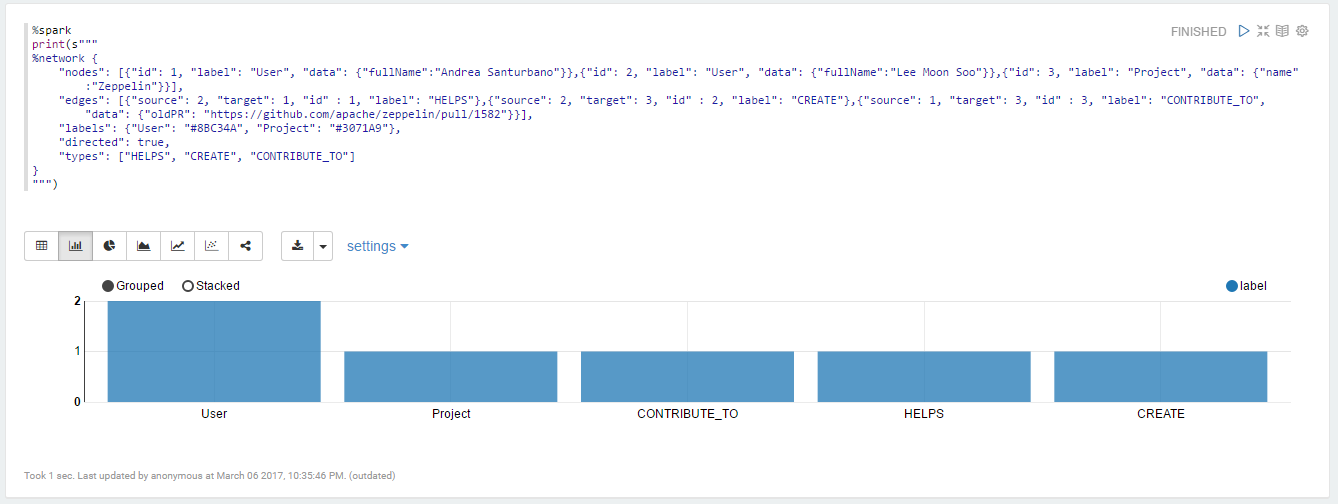 %spark
print(s"""
%network {
"nodes": [{"id": 1, "label": "User", "data": {"fullName":"Andrea Santurbano"}},{"id": 2, "label": "User", "data": {"fullName":"Lee Moon Soo"}},{"id": 3, "label": "Project", "data": {"name"
:"Zeppelin"}}],
"edges": [{"source": 2, "target": 1, "id" : 1, "label": "HELPS"},{"source": 2, "target": 3, "id" : 2, "label": "CREATE"},{"source": 1, "target": 3, "id" : 3, "label": "CONTRIBUTE_TO",
"data": {"oldPR": "https://github.com/apache/zeppelin/pull/1582"}}],
"labels": {"User": "#8BC34A", "Project": "#3071A9"},
"directed": true,
"types": ["HELPS", "CREATE", "CONTRIBUTE_TO"]
}
""")
FINISHED
settings
Grouped Stacked label
2
1
0
User Project CONTRIBUTE_TO HELPS CREATE
Took 1 sec. Last updated by anonymous at March 06 2017, 10:35:46 PM. (outdated)